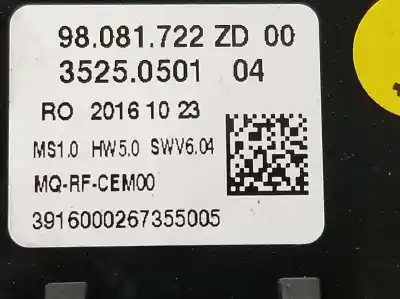 98.081.722 ZD 00
3525.0501 04
RO 2016 10 23
MS1.0 HW5.0 SWV6.04
MQ-RF-CEM00
3916000267355005